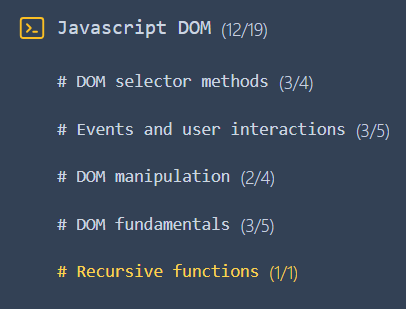 Javascript DOM (12/19)
# DOM selector methods (3/4)
# Events and user interactions (3/5)
# DOM manipulation (2/4)
# DOM fundamentals (3/5)
# Recursive functions (1/1)